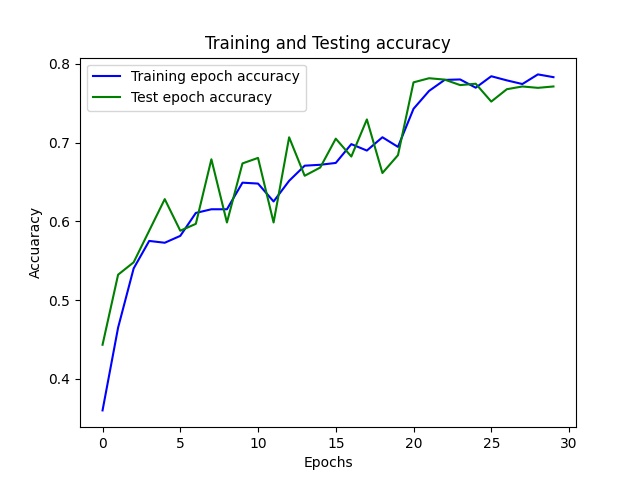 Training and Testing accuracy
Training epoch accuracy
Test epoch accuracy
0.8
0.7
0.6
0.5
0.4
Accuaracy
0 5 10 15 20 25 30
Epochs